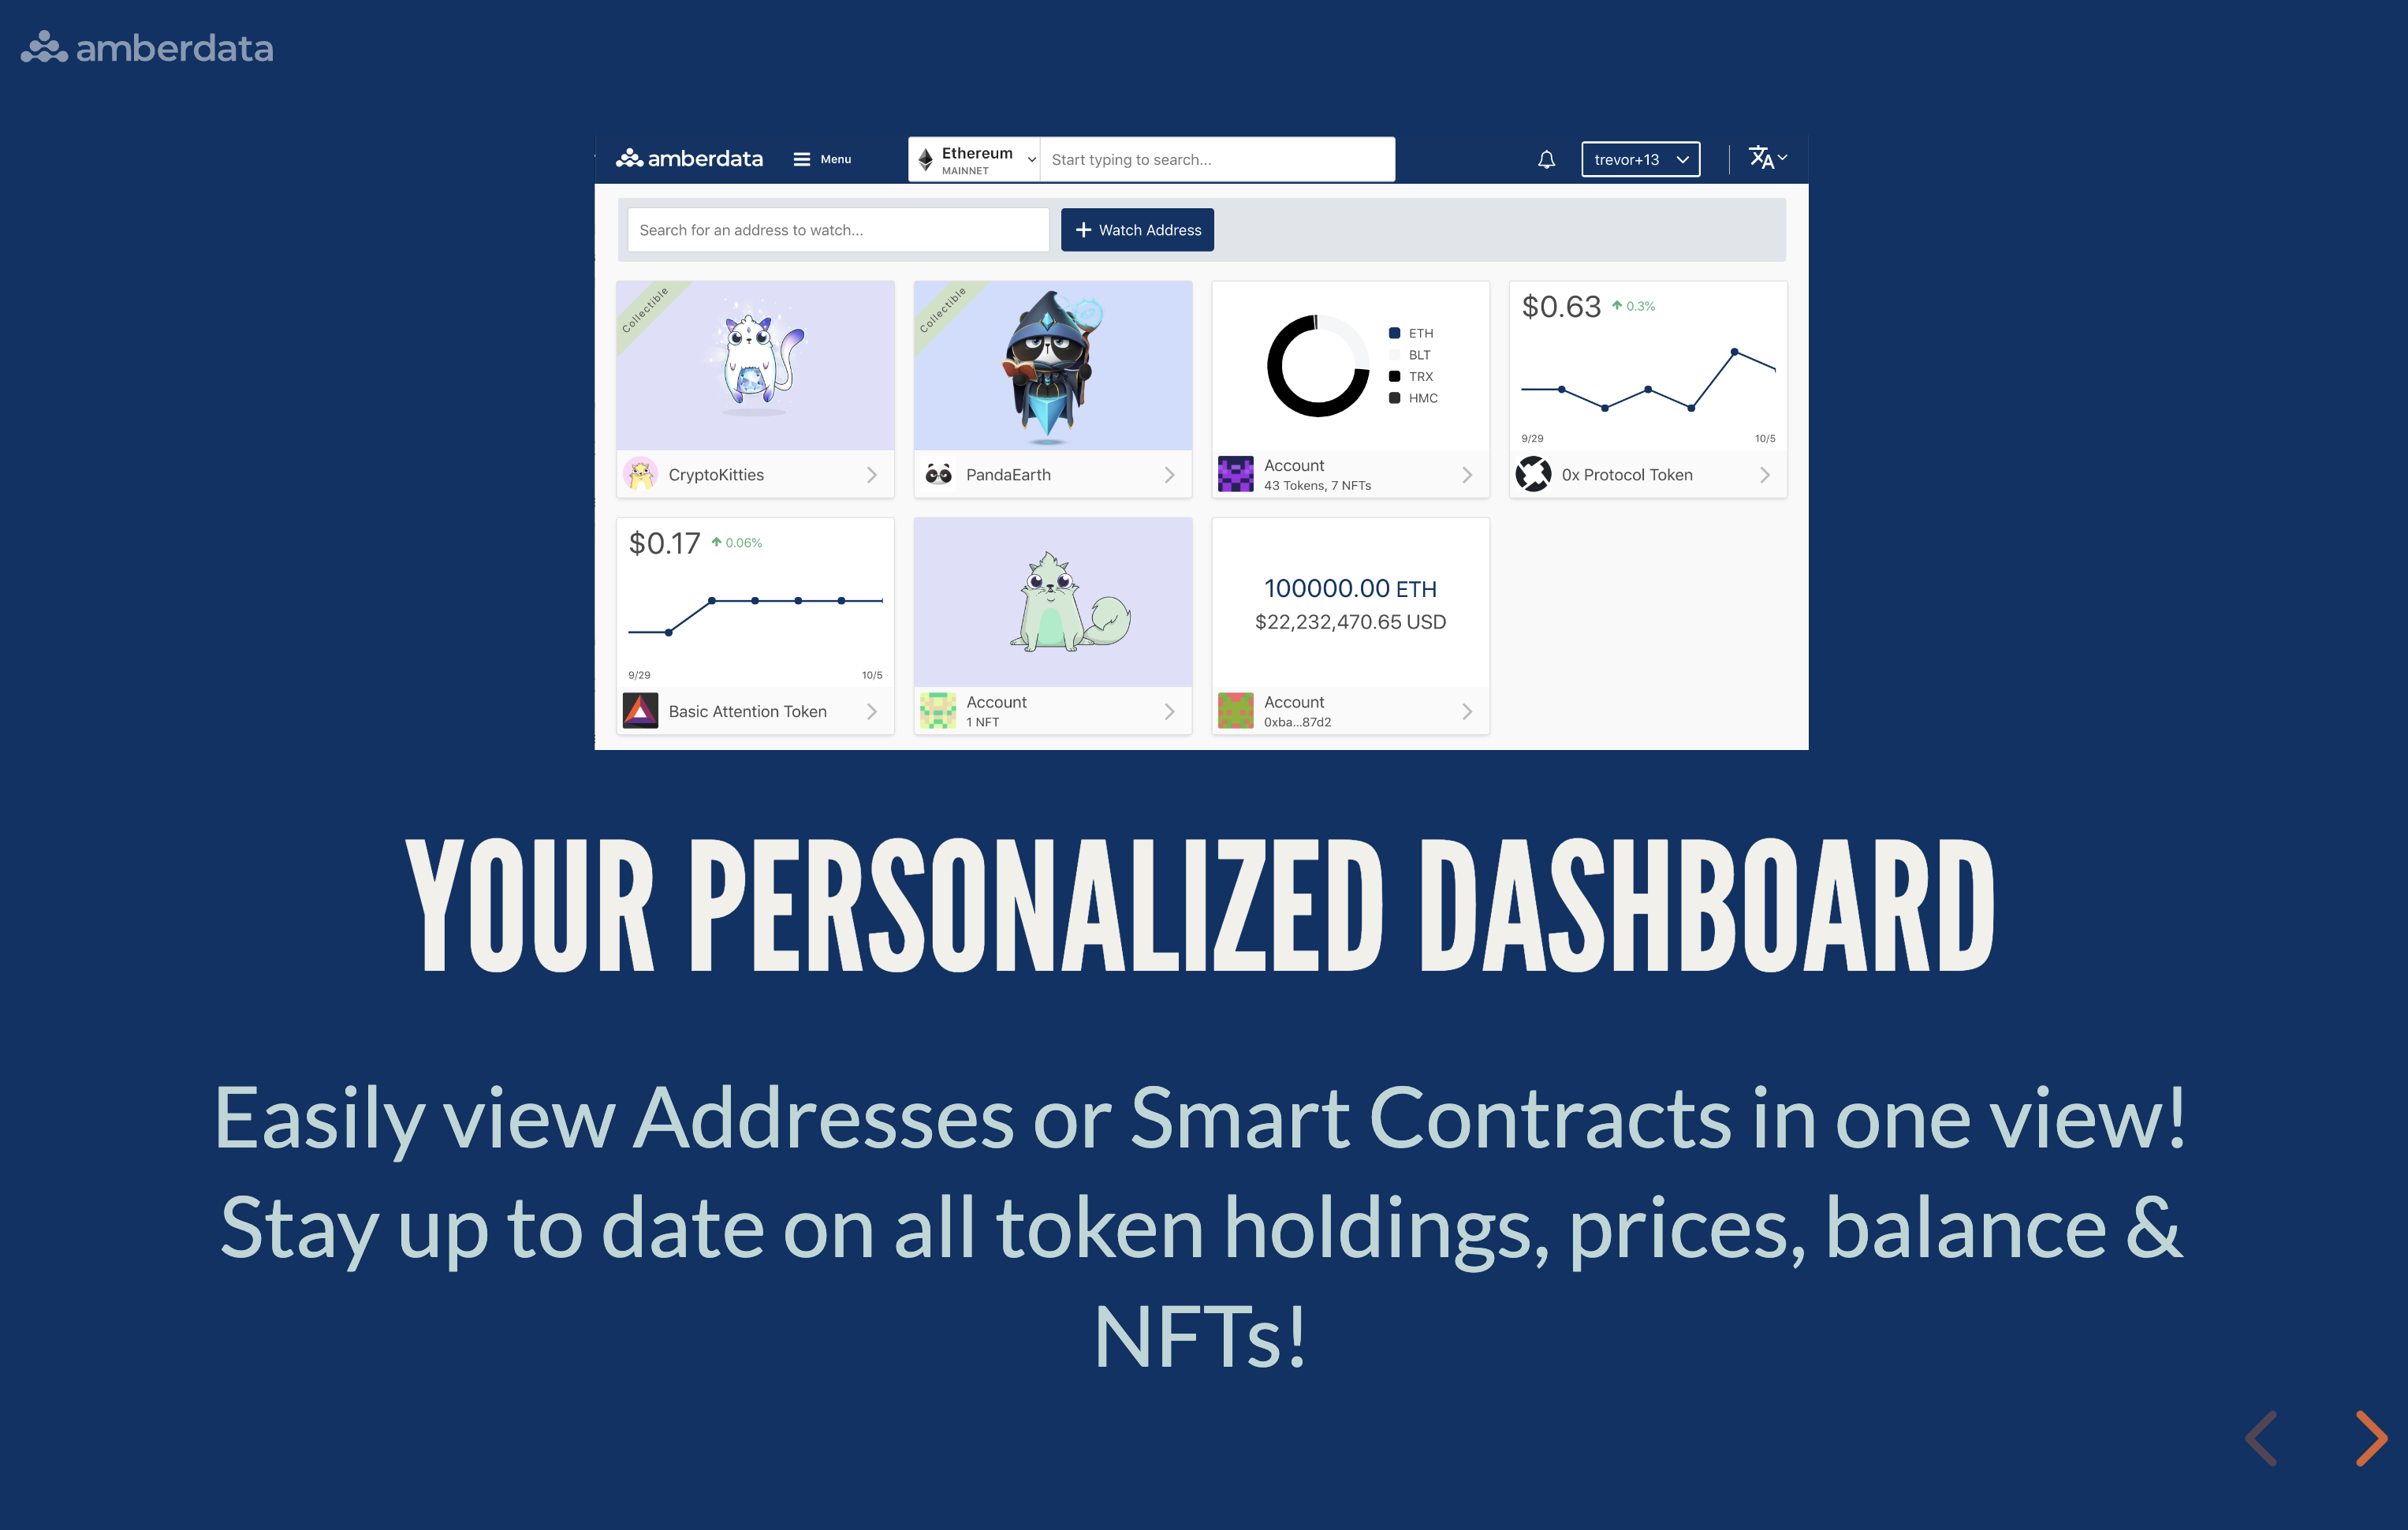 amberdata
amberdata
Menu
Ethereum
MAINNET
Start typing to search...
trevor+13
Search for an address to watch...
Watch Address
Collectible
CryptoKitties
Collectible
PandaEarth
ETH
BLT
TRX
HMC
Account
43 Tokens, 7 NFTs
$0.63 0.3%
9/29 10/5
0x Protocol Token
$0.17 0.06%
9/29 10/5
Basic Attention Token
Account
1 NFT
100000.00 ETH
$22,232,470.65 USD
Account
0xba...87d2
YOUR PERSONALIZED DASHBOARD
Easily view Addresses or Smart Contracts in one view!
Stay up to date on all token holdings, prices, balance &
NFTs!